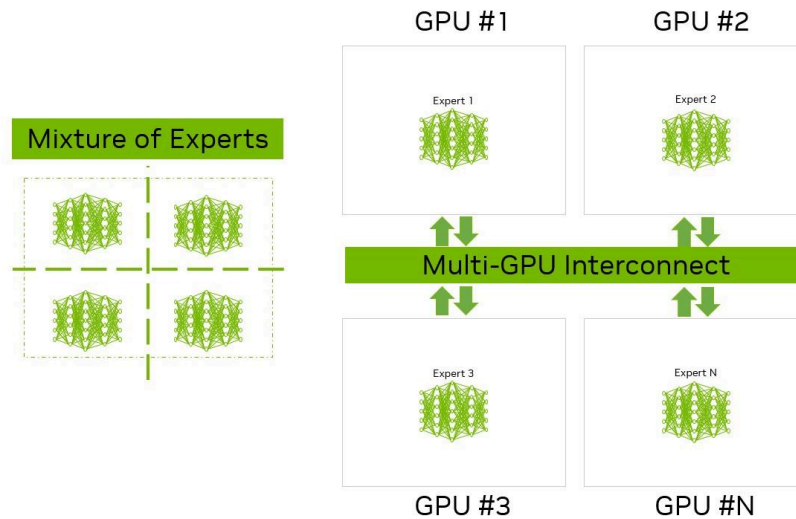 GPU #1
GPU #2
Expert 1
Expert 2
Mixture of Experts
Multi-GPU Interconnect
Expert 3
Expert N
GPU #3
GPU #N